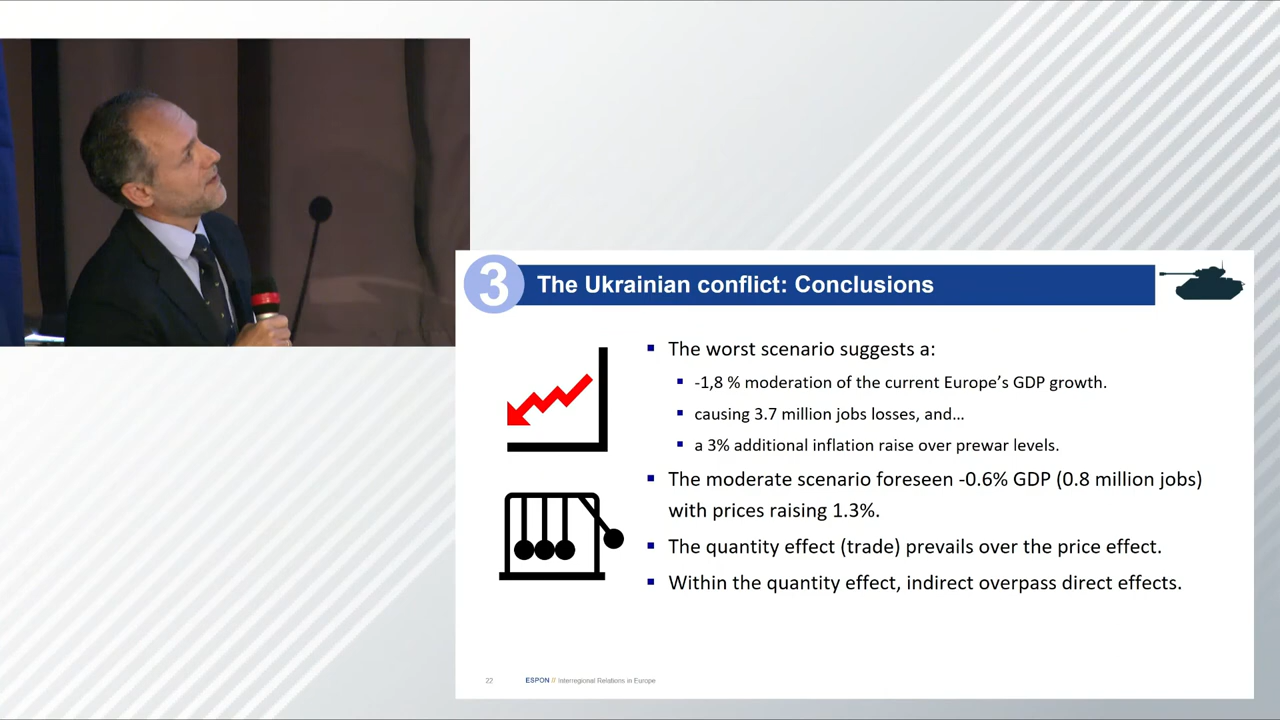 3
The Ukrainian conflict: Conclusions
The worst scenario suggests a:
-1,8 % moderation of the current Europe's GDP growth.
causing 3.7 million jobs losses, and…
a 3% additional inflation raise over prewar levels.
The moderate scenario foreseen -0.6% GDP (0.8 million jobs)
with prices raising 1.3%.
The quantity effect (trade) prevails over the price effect.
Within the quantity effect, indirect overpass direct effects.
22
ESPON // Interregional Relations in Europe